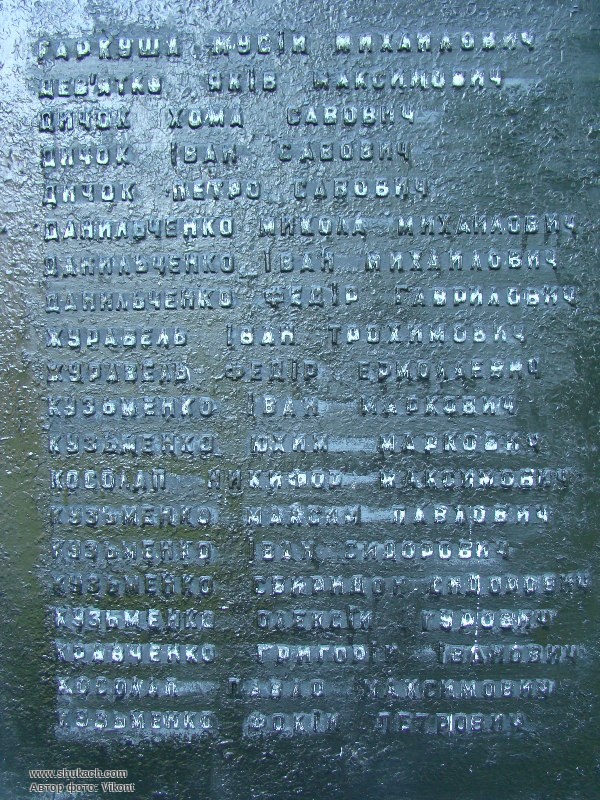 ГАРКУША МУСІЙ МИХАЙЛОВИЧ
ДЕВ'ЯТКО ЯКІВ МАКСИМОВИЧ
ДИЧОК ХОМА САВОВИЧ
ДИЧОК ІВАН САВОВИЧ
ДИЧОК ПЕТРО САВОВИЧ
ДАНИЛЬЧЕНКО МИКОЛА МИХАЙЛОВИЧ
ДАНИЛЬЧЕНКО ІВАН МИХАЙЛОВИЧ
ДАНИЛЬЧЕНКО ФЕДІР ГАВРИЛОВИЧ
ЖУРАВЕЛЬ ІВАН ТРОХИМОВИЧ
ЖУРАВЕЛЬ ФЕДІР ЕРМОЛАЕВИЧ
КУЗЬМЕНКО ІВАН МАРКОВИЧ
КУЗЬМЕНКО ЮХИМ МАРКОВИЧ
КОСОЛАП НИКИФОР МАКСИМОВИЧ
КУЗЬМЕНКО МАКСИМ ПАВЛОВИЧ
КУЗЬМЕНКО ІВАН СИДОРОВИЧ
КУЗЬМЕНКО СВИРИДОН СИДОРОВИЧ
КУЗЬМЕНКО ОЛЕКСІЙ ГУРОВИЧ
КРАВЧЕНКО ГРИГОРІЙ ІВАНОВИЧ
КОСОЛАП ПАВЛО МАКСИМОВИЧ
КУЗЬМЕНКО ФОКІЙ ПЕТРОВИЧ
www.shukach.com
Автор фото: Vikont